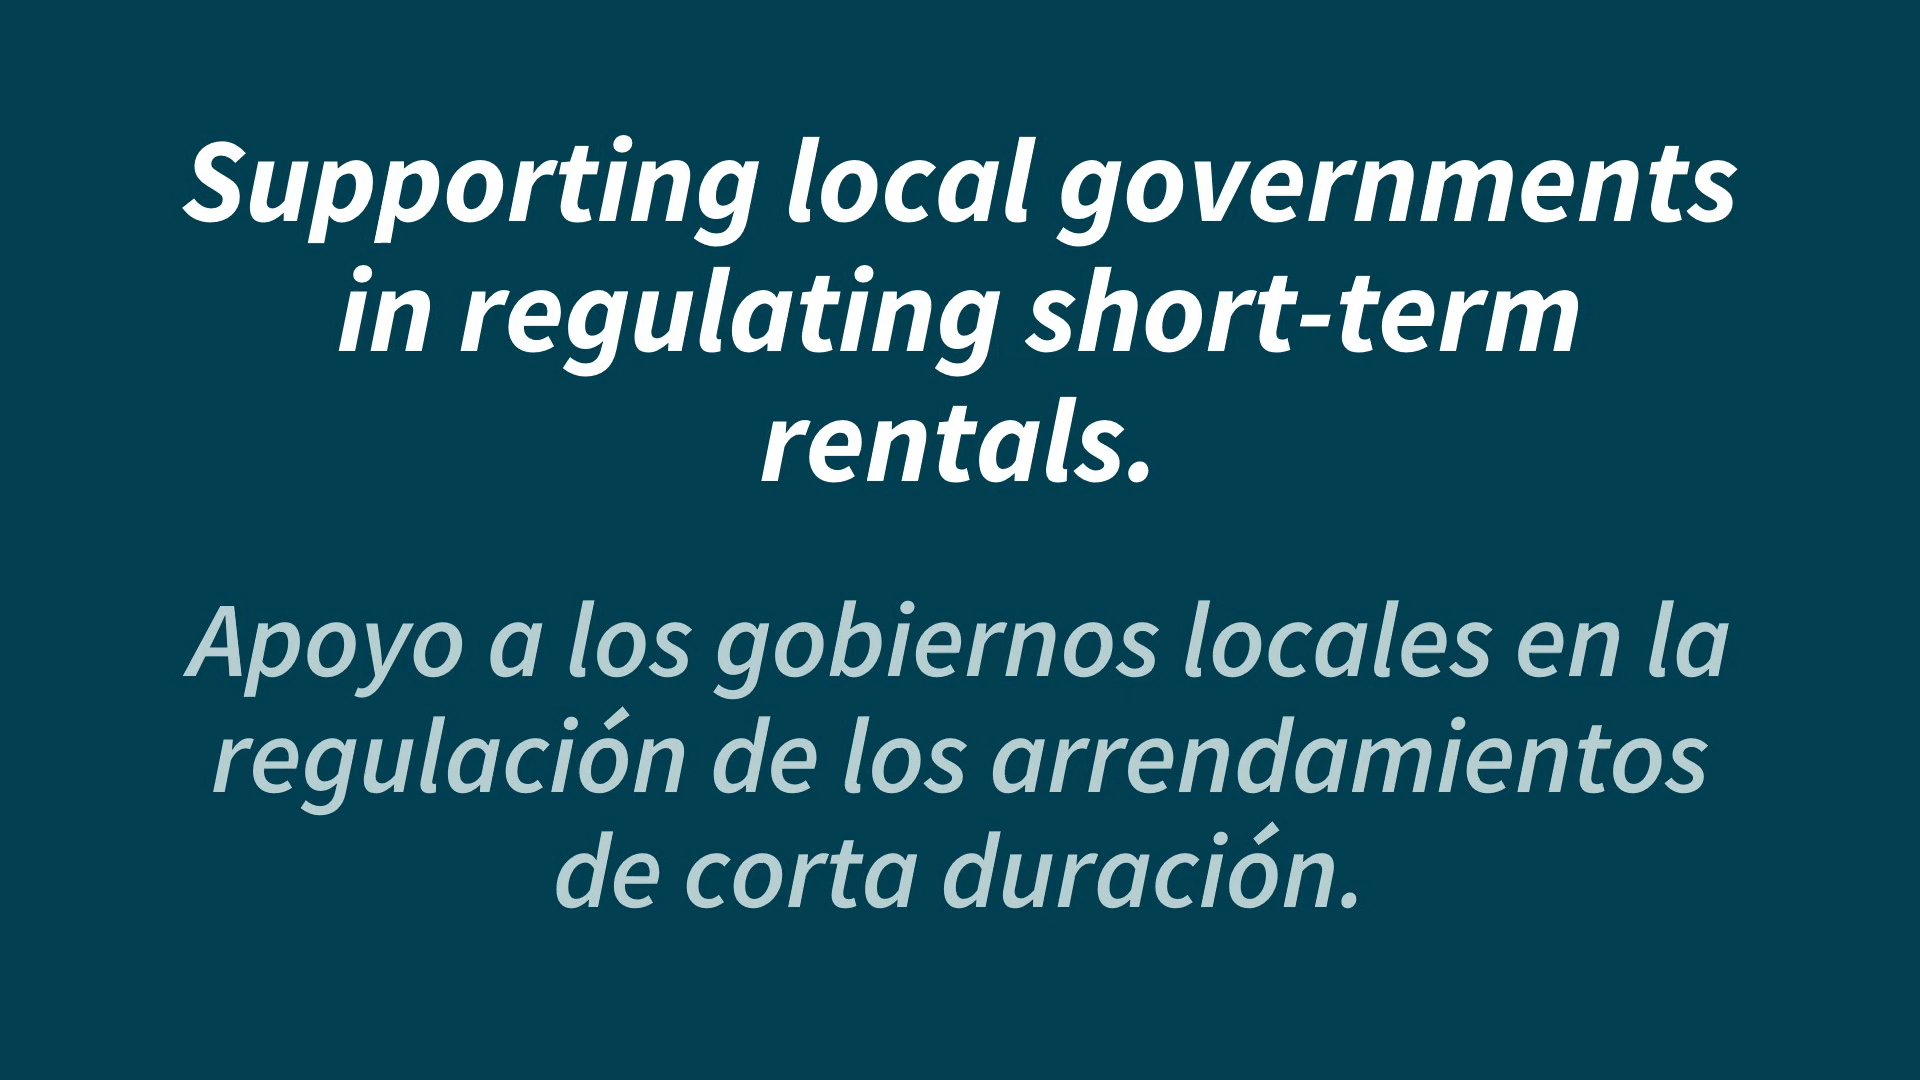 Supporting local governments
in regulating short-term
rentals.
Apoyo a los gobiernos locales en la
regulación de los arrendamientos
de corta duración.